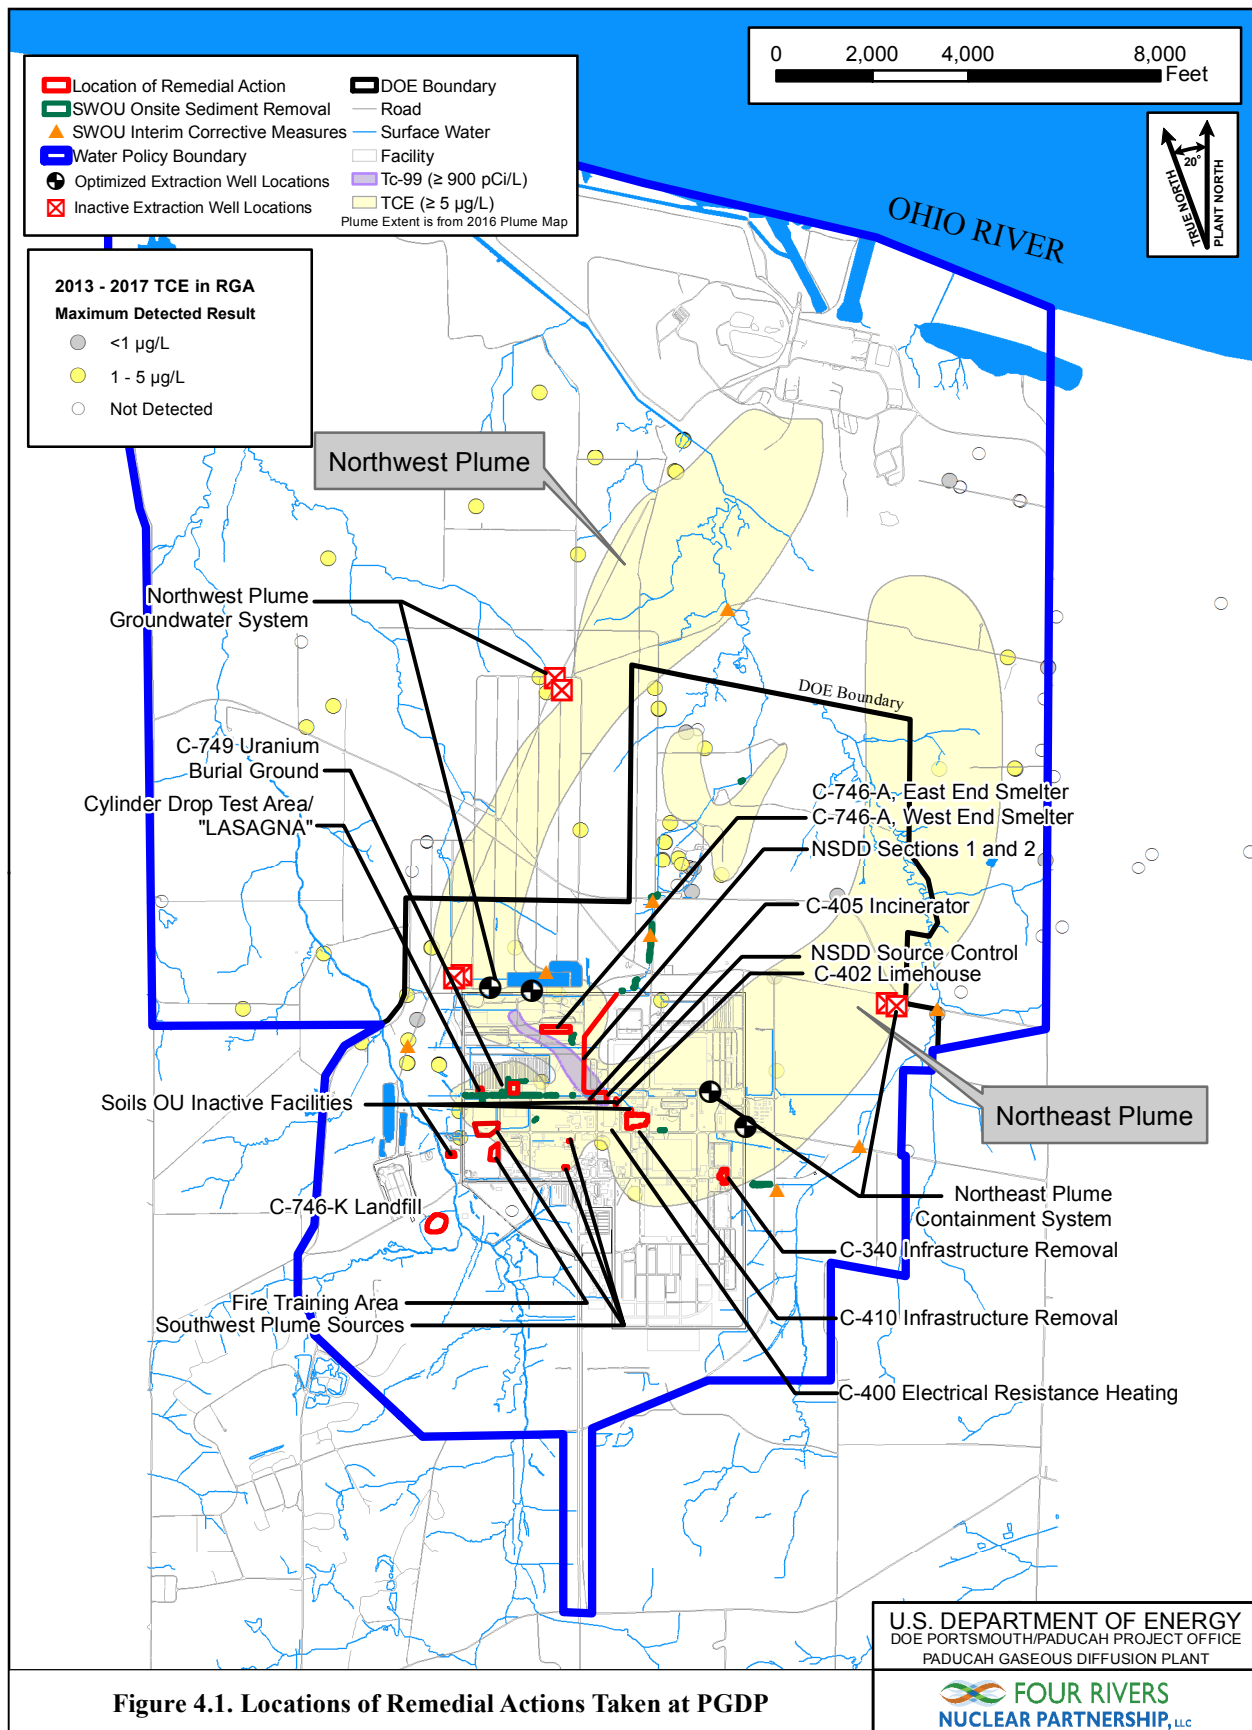 0 2,000 4,000 8,000
Feet
Location of Remedial Action
SWOU Onsite Sediment Removal
SWOU Interim Corrective Measures
Water Policy Boundary
Optimized Extraction Well Locations
Inactive Extraction Well Locations
DOE Boundary
Road
Surface Water
Facility
Tc-99 (≥ 900 pCi/L)
TCE (≥ 5 µg/L)
Plume Extent is from 2016 Plume Map
20°
TRUE NORTH
PLANT NORTH
OHIO RIVER
2013 - 2017 TCE in RGA
Maximum Detected Result
<1 µg/L
1 - 5 µg/L
Not Detected
Northwest Plume
Northwest Plume
Groundwater System
DOE Boundary
C-749 Uranium
Burial Ground
Cylinder Drop Test Area/
"LASAGNA"
C-746-A, East End Smelter
C-746-A, West End Smelter
NSDD Sections 1 and 2
C-405 Incinerator
NSDD Source Control
C-402 Limehouse
Soils OU Inactive Facilities
Northeast Plume
C-746-K Landfill
Northeast Plume
Containment System
C-340 Infrastructure Removal
Fire Training Area
Southwest Plume Sources
C-410 Infrastructure Removal
C-400 Electrical Resistance Heating
U.S. DEPARTMENT OF ENERGY
DOE PORTSMOUTH/PADUCAH PROJECT OFFICE
PADUCAH GASEOUS DIFFUSION PLANT
Figure 4.1. Locations of Remedial Actions Taken at PGDP
FOUR RIVERS
NUCLEAR PARTNERSHIP, LLC